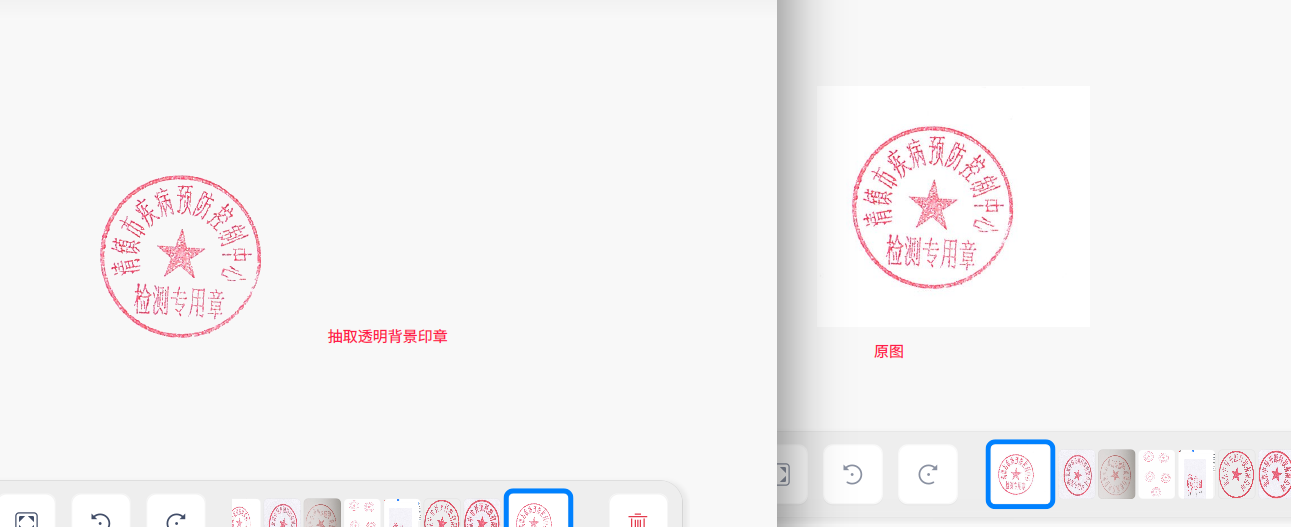 清镇市疾病预防控制中心
检测专用章
抽取透明背景印章
清镇市疾病预防控制中心
检测专用章
原图